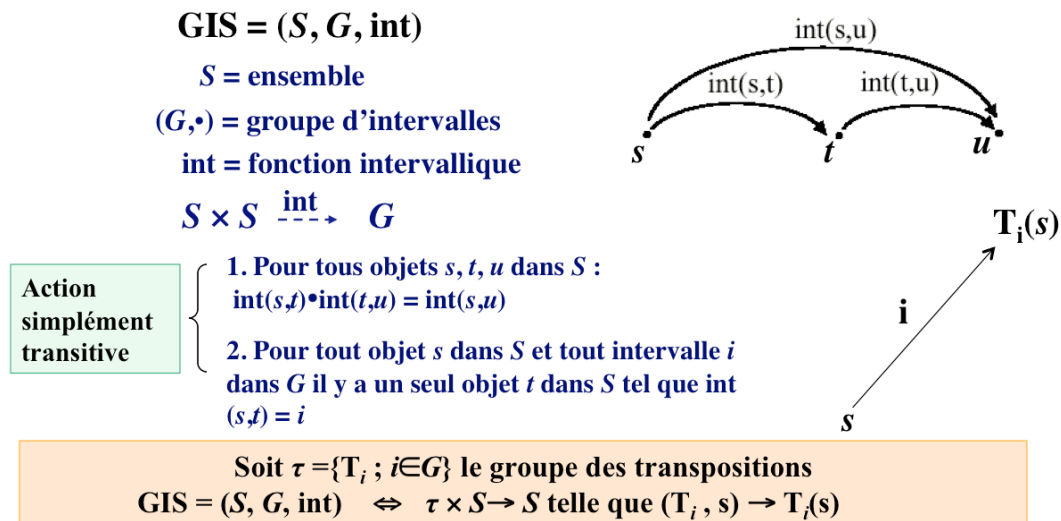 GIS = (S, G, int)
S = ensemble
(G,•) = groupe d'intervalles
int = fonction intervallique
S × S int G
int(s,u)
int(s,t)
int(t,u)
s
t
u
Action
simplément
transitive
1. Pour tous objets s, t, u dans S :
int(s,t)•int(t,u) = int(s,u)
2. Pour tout objet s dans S et tout intervalle i
dans G il y a un seul objet t dans S tel que int
(s,t) = i
Ti(s)
i
s
Soit τ ={Ti ; i∈G} le groupe des transpositions
GIS = (S, G, int) ⇔ τ × S→ S telle que (Ti , s) → Ti(s)